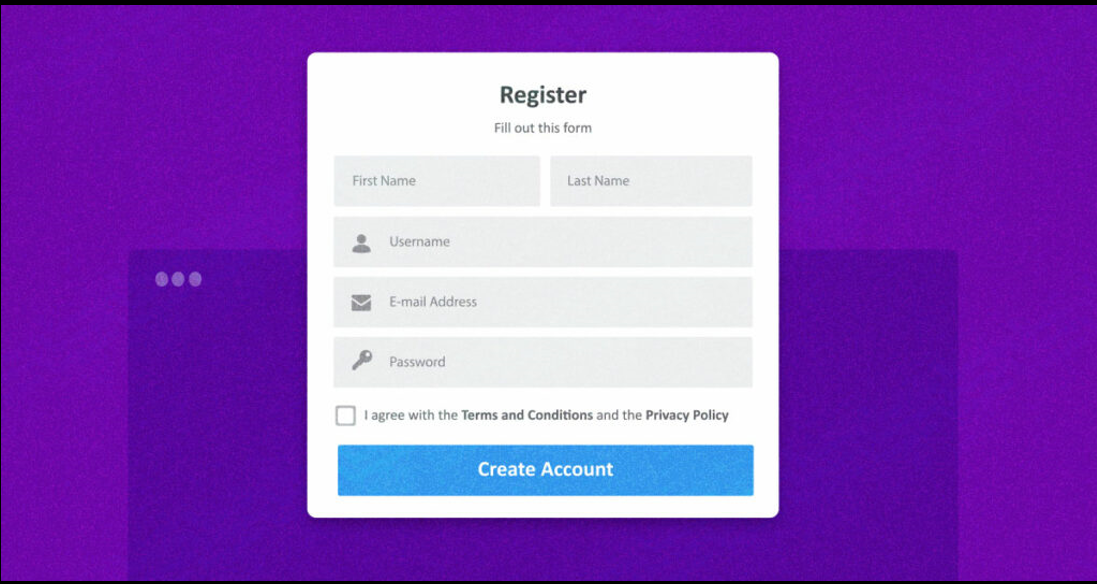 Register
Fill out this form
First Name Last Name
Username
E-mail Address
Password
I agree with the Terms and Conditions and the Privacy Policy
Create Account